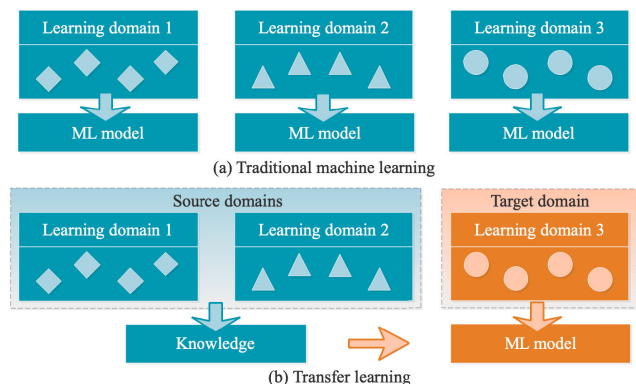 Learning domain 1
Learning domain 2
Learning domain 3
ML model
ML model
ML model
(a) Traditional machine learning
Source domains
Target domain
Learning domain 1
Learning domain 2
Learning domain 3
Knowledge
ML model
(b) Transfer learning